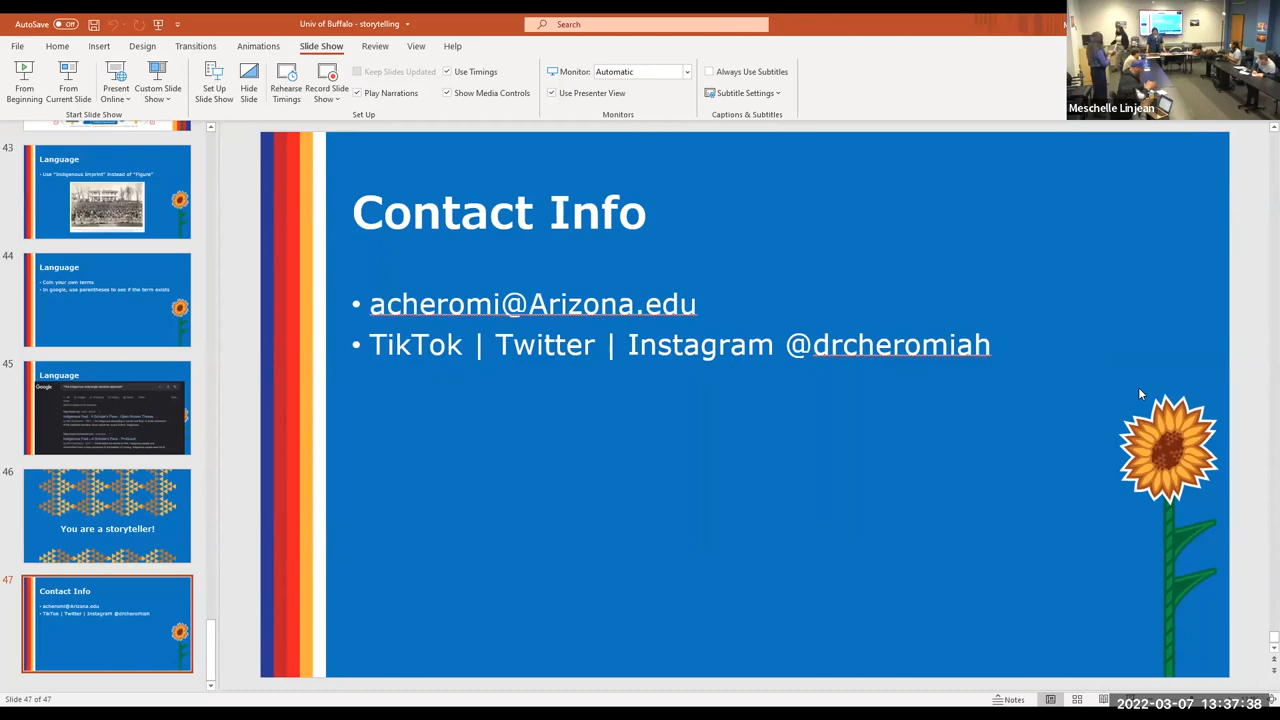 AutoSave Off
Univ of Buffalo - storytelling
Search
File Home Insert Design Transitions Animations Slide Show Review View Help
From Beginning
From Current Slide
Present Online
Custom Slide Show
Start Slide Show
Set Up Slide Show
Hide Slide
Rehearse Timings
Record Slide Show
Keep Slides Updated
Use Timings
Play Narrations
Show Media Controls
Set Up
Monitor: Automatic
Use Presenter View
Monitors
Always Use Subtitles
Subtitle Settings
Captions & Subtitles
Meschelle Linjean
43
Language
• Use "Indigenous Imprint" instead of "Figure"
44
Language
• Coin your own terms
• In google, use parentheses to see if the term exists
45
Language
Google
46
You are a storyteller!
47
Contact Info
• acheromi@Arizona.edu
• TikTok | Twitter | Instagram @drcheromiah
Contact Info
• acheromi@Arizona.edu
• TikTok | Twitter | Instagram @drcheromiah
Slide 47 of 47
Notes
2022-03-07 13:37:38